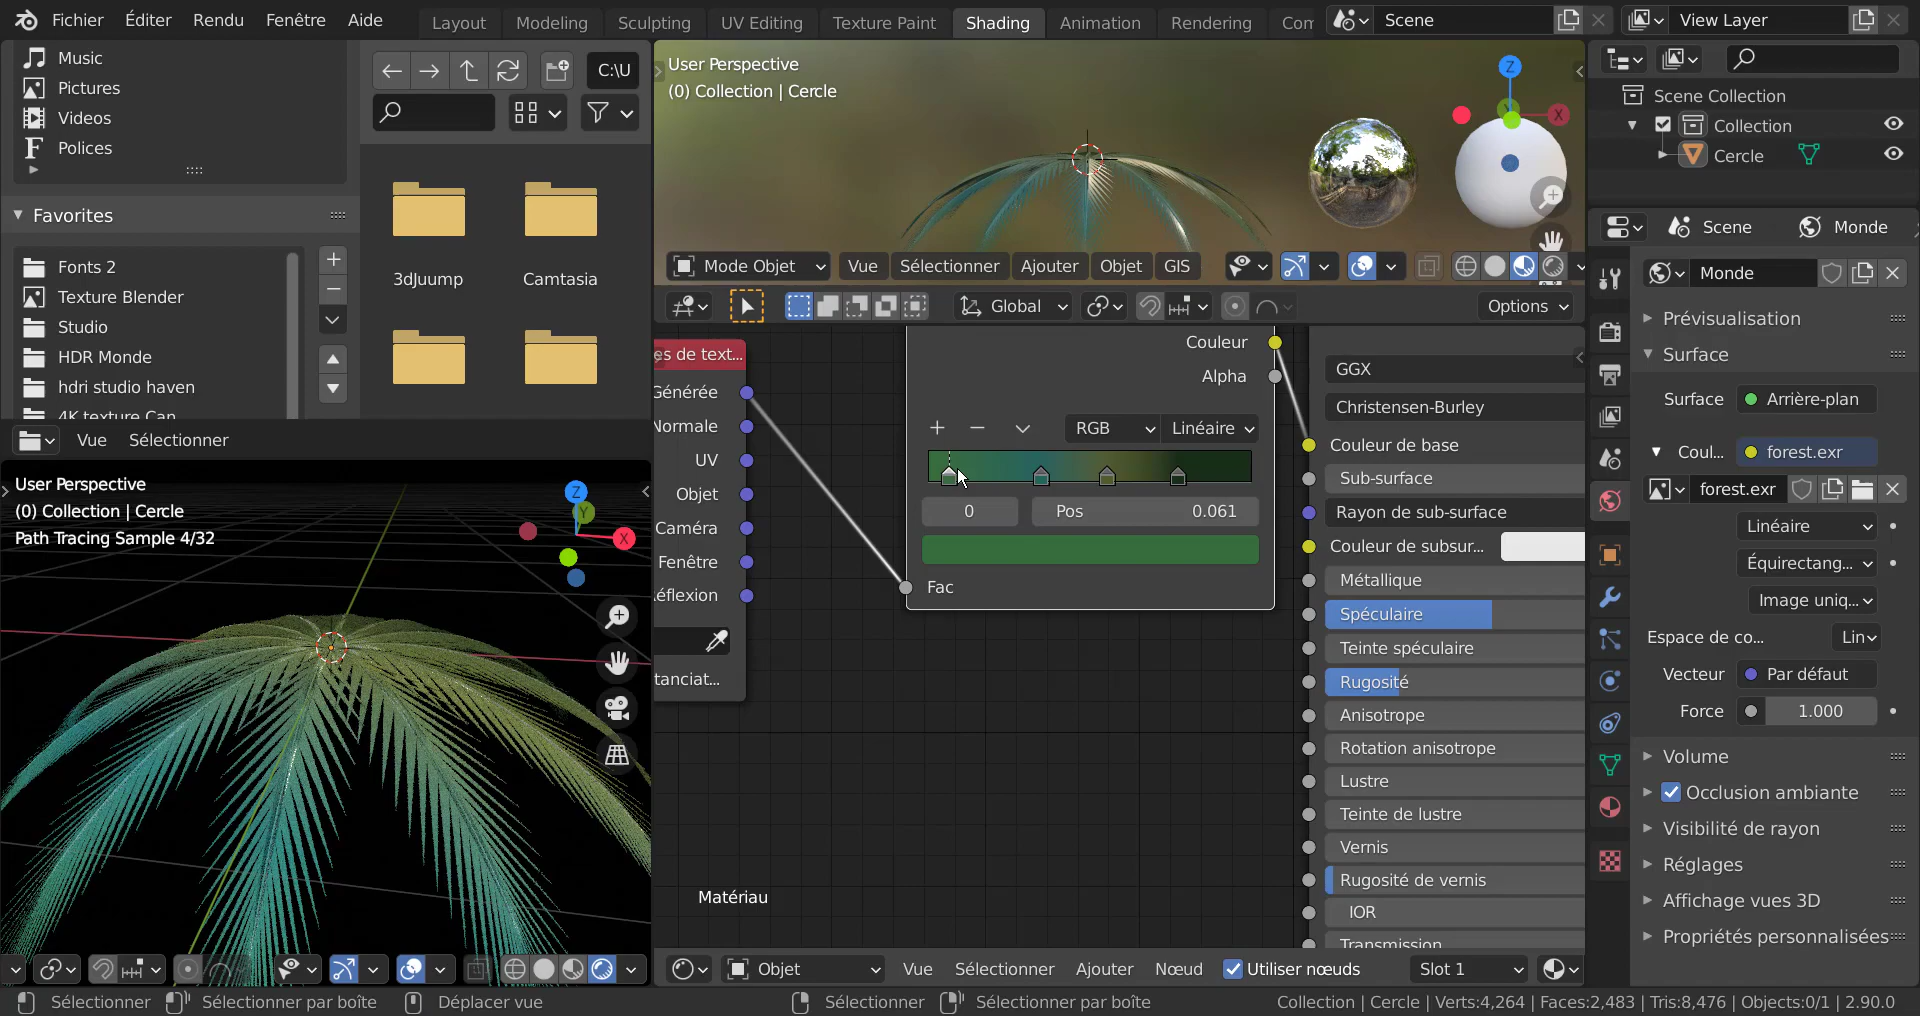 Fichier Éditer Rendu Fenêtre Aide Layout Modeling Sculpting UV Editing Texture Paint Shading Animation Rendering Scene View Layer
Music
Pictures
Videos
Polices
Favorites
Fonts 2
Texture Blender
Studio
HDR Monde
hdri studio haven
4K texture Can
C:\U
3dJuump
Camtasia
Vue Sélectionner
User Perspective
(0) Collection | Cercle
Path Tracing Sample 4/32
Z
Y
X
User Perspective
(0) Collection | Cercle
Z
X
Mode Objet Vue Sélectionner Ajouter Objet GIS
Global Options
es de text...
Générée
Normale
UV
Objet
Caméra
Fenêtre
Réflexion
tanciat...
Couleur
Alpha
RGB Linéaire
0 Pos 0.061
Fac
GGX
Christensen-Burley
Couleur de base
Sub-surface
Rayon de sub-surface
Couleur de subsur...
Métallique
Spéculaire
Teinte spéculaire
Rugosité
Anisotrope
Rotation anisotrope
Lustre
Teinte de lustre
Vernis
Rugosité de vernis
IOR
Transmission
Matériau
Objet Vue Sélectionner Ajouter Nœud Utiliser nœuds Slot 1
Scene Collection
Collection
Cercle
Scene Monde
Monde
Prévisualisation
Surface
Surface Arrière-plan
Coul... forest.exr
forest.exr
Linéaire
Équirectang...
Image uniq...
Espace de co... Lin
Vecteur Par défaut
Force 1.000
Volume
Occlusion ambiante
Visibilité de rayon
Réglages
Affichage vues 3D
Propriétés personnalisées
Sélectionner Sélectionner par boîte Déplacer vue Sélectionner Sélectionner par boîte Collection | Cercle | Verts:4,264 | Faces:2,483 | Tris:8,476 | Objects:0/1 | 2.90.0